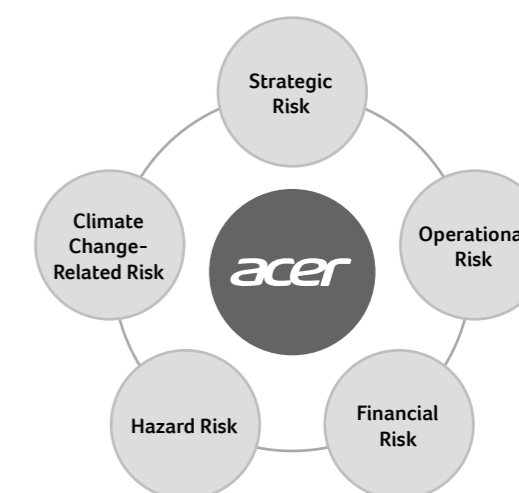 Strategic
Risk
Climate
Change-
Related Risk
acer
Operationa
Risk
Hazard Risk
Financial
Risk